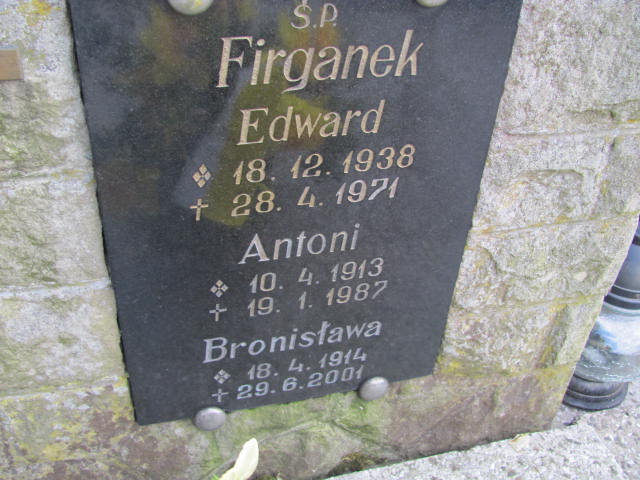 Ś.P.
Firganek
Edward
18. 12. 1938
28. 4. 1971
Antoni
10. 4. 1913
19. 1. 1987
Bronisława
18. 4. 1914
29. 6. 2001